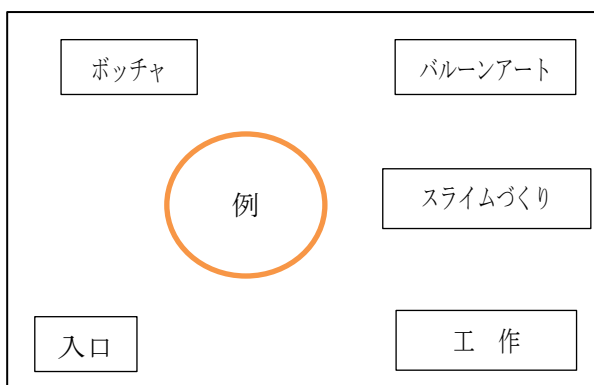 ボッチャ
バルーンアート
例
スライムづくり
入口
工 作